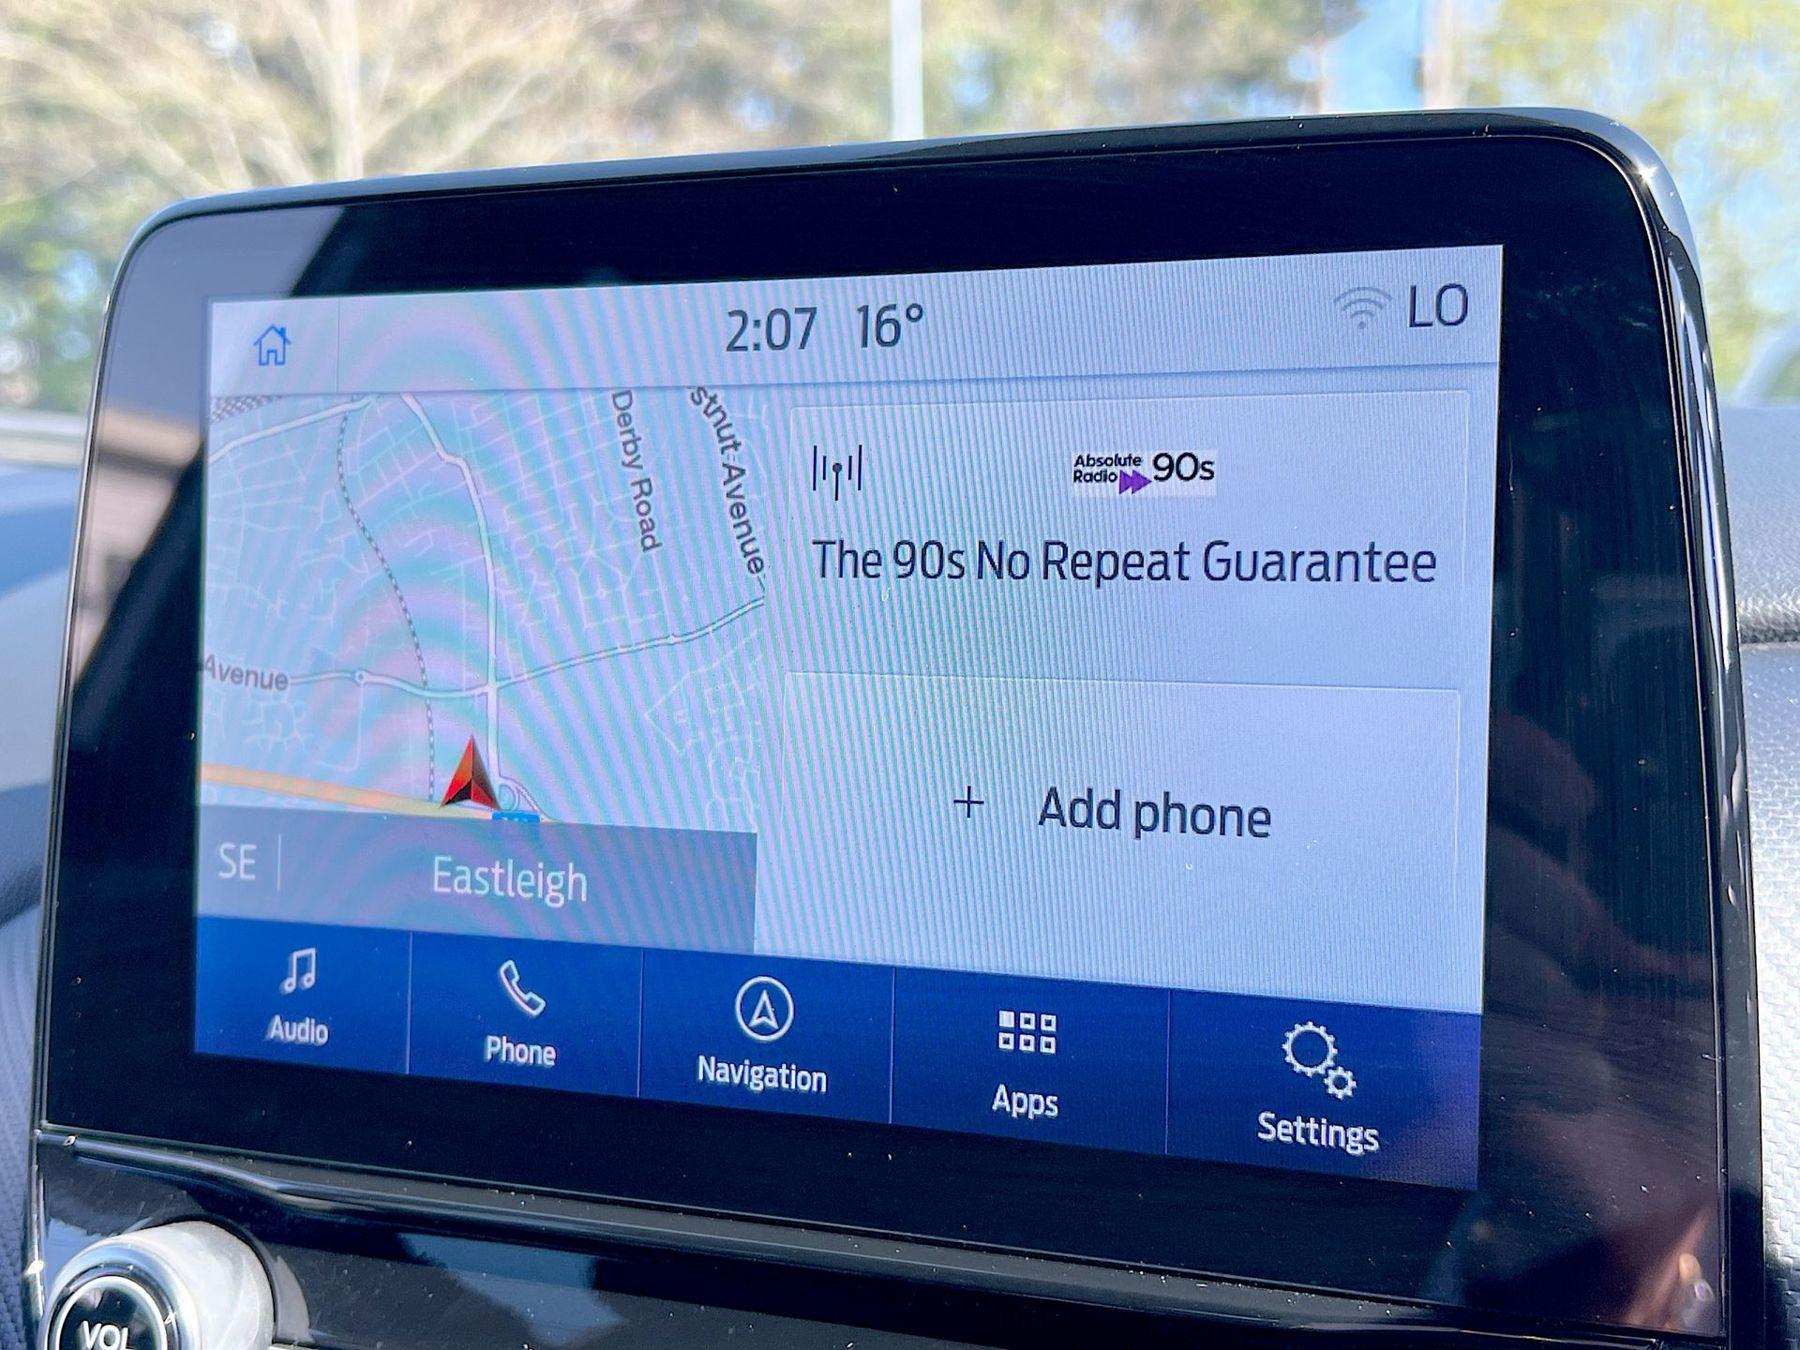 2:07 16° LO
Derby Road
stnut Avenue
Avenue
Absolute
Radio 90s
The 90s No Repeat Guarantee
+ Add phone
SE Eastleigh
Audio
Phone
Navigation
Apps
Settings
VOL